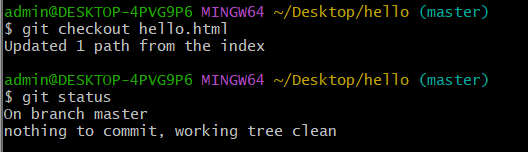 admin@DESKTOP-4PVG9P6 MINGW64 ~/Desktop/hello (master)
$ git checkout hello.html
Updated 1 path from the index
admin@DESKTOP-4PVG9P6 MINGW64 ~/Desktop/hello (master)
$ git status
On branch master
nothing to commit, working tree clean